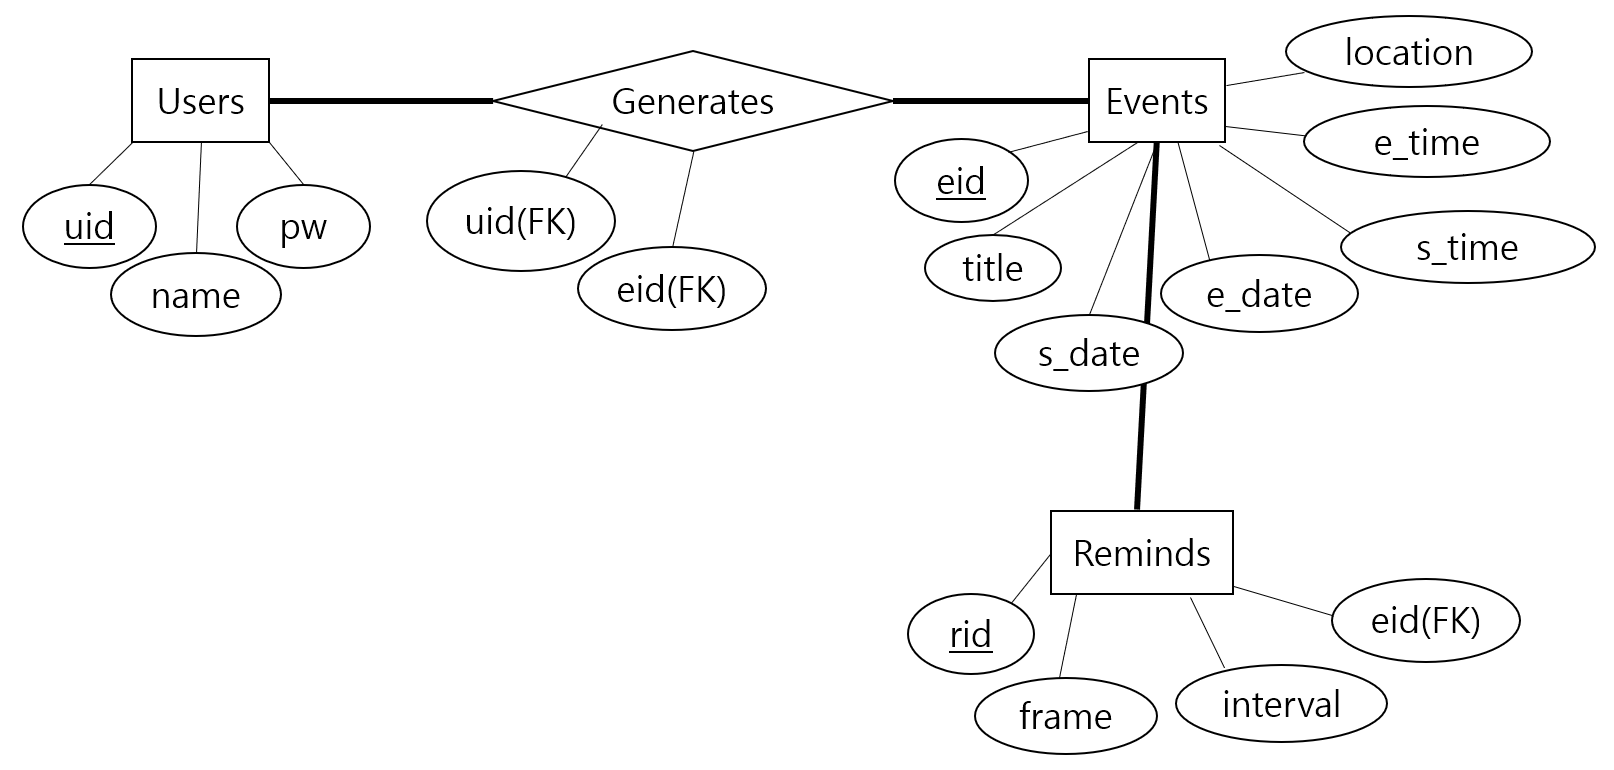 Users
Generates
Events
location
e_time
eid
s_time
uid
pw
uid(FK)
title
e_date
name
eid(FK)
s_date
Reminds
rid
eid(FK)
frame
interval